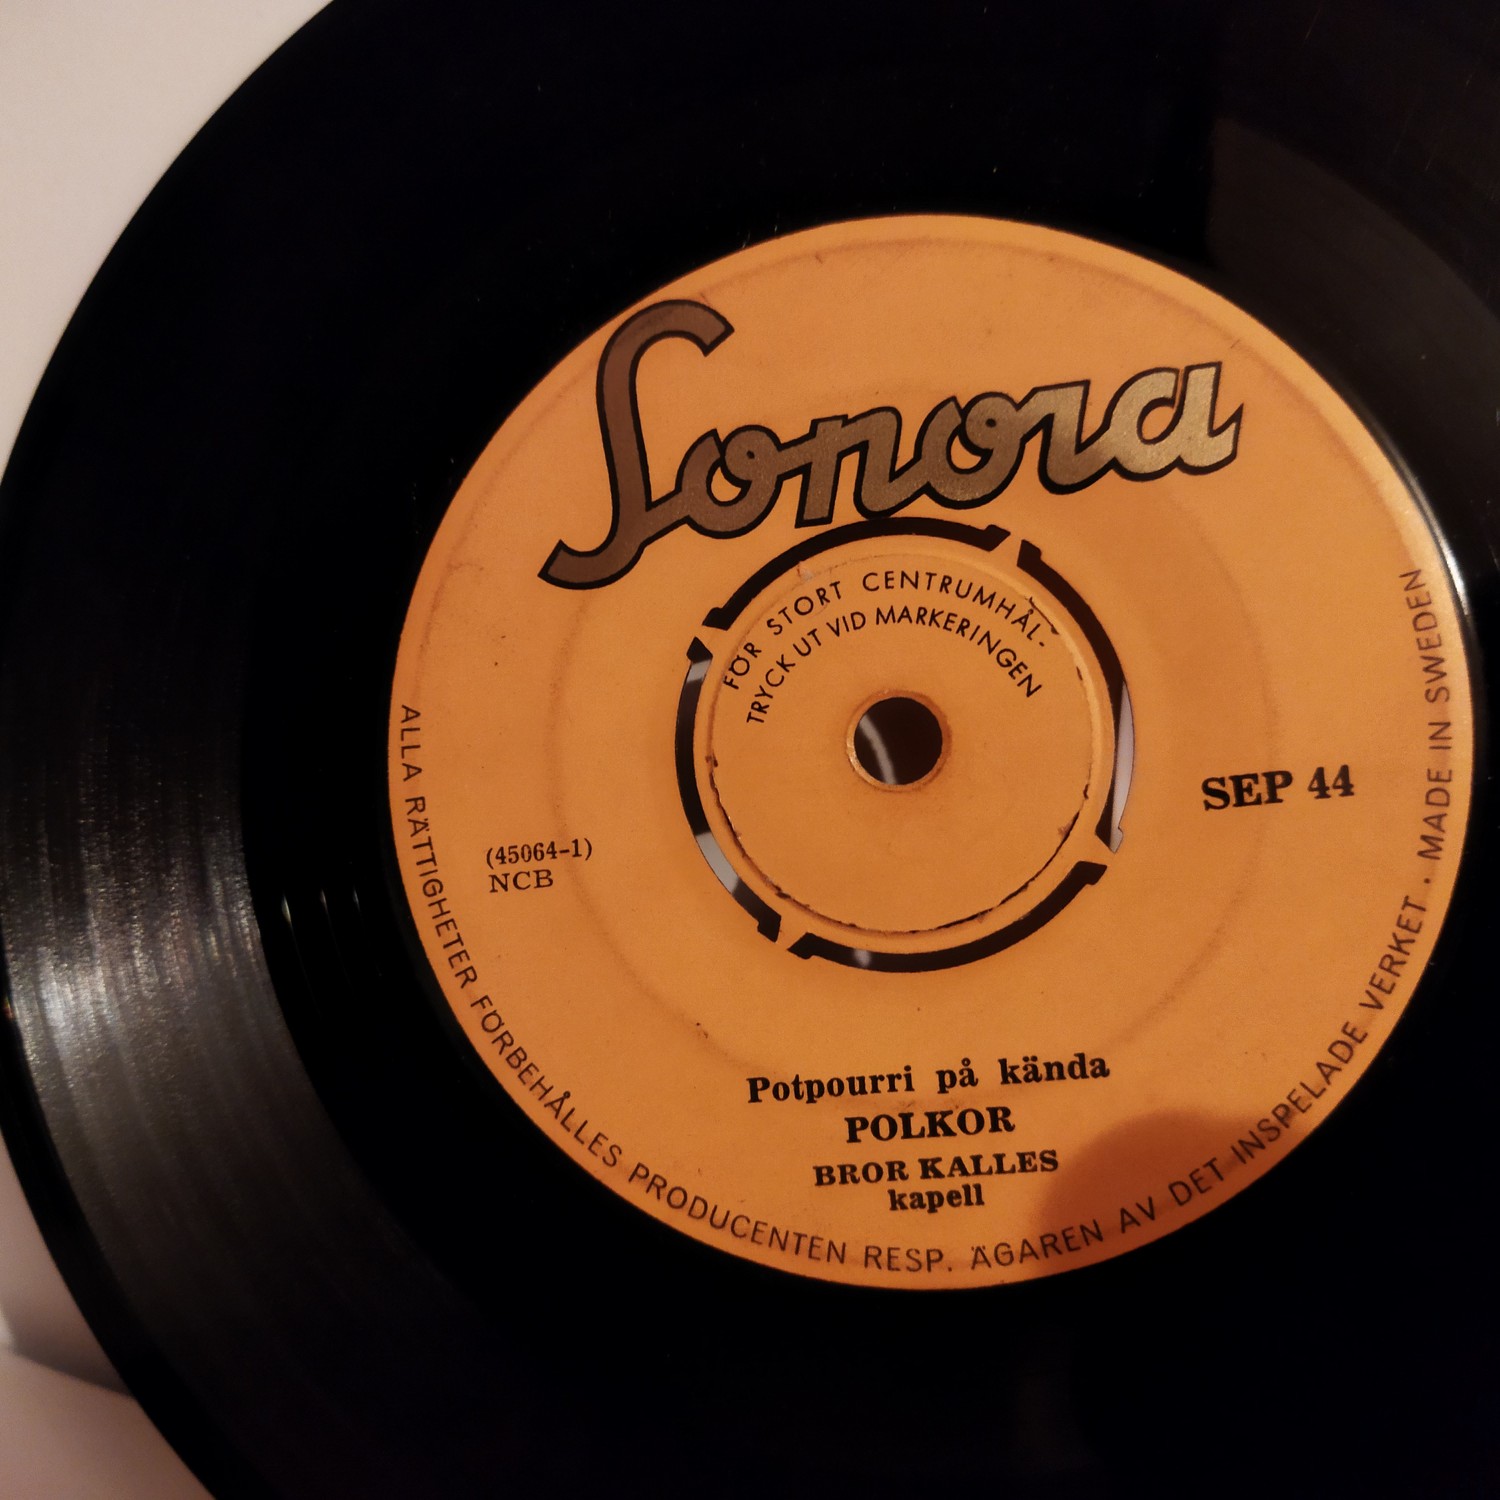 Sonora
FÖR STORT CENTRUMHÅL-
TRYCK UT VID MARKERINGEN
SEP 44
(45064-1)
NCB
Potpourri på kända
POLKOR
BROR KALLES
kapell
ALLA RÄTTIGHETER FÖRBEHÅLLES PRODUCENTEN RESP. ÄGAREN AV DET INSPELADE VERKET · MADE IN SWEDEN